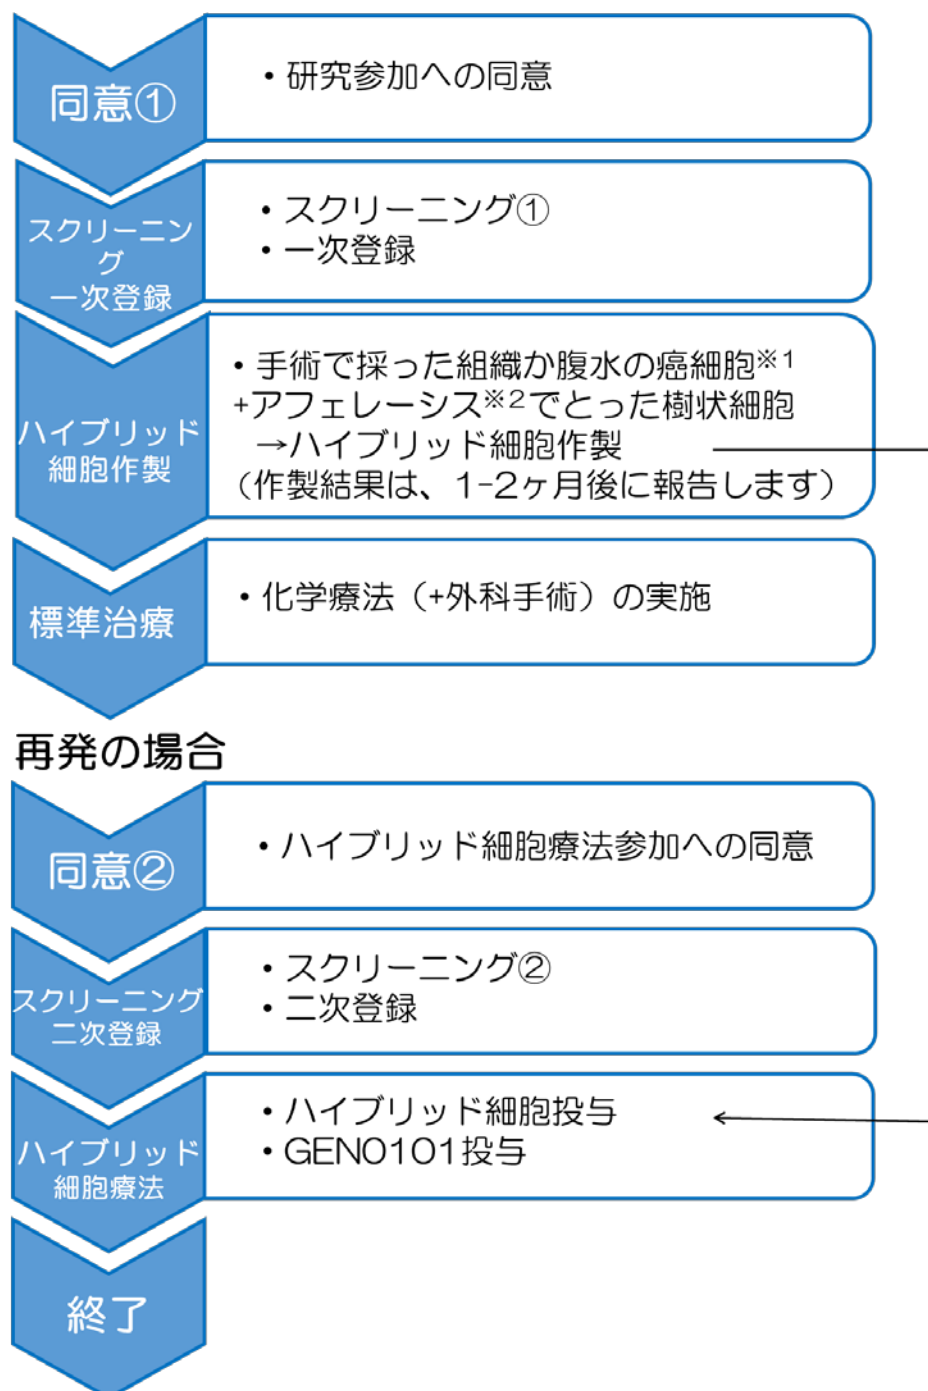 同意①
・研究参加への同意
スクリーニン
グ
一次登録
・スクリーニング①
・一次登録
ハイブリッド
細胞作製
・手術で採った組織か腹水の癌細胞※1
+アフェレーシス※2でとった樹状細胞
→ハイブリッド細胞作製
（作製結果は、1-2ヶ月後に報告します）
標準治療
・化学療法（+外科手術）の実施
再発の場合
同意②
・ハイブリッド細胞療法参加への同意
スクリーニング
二次登録
・スクリーニング②
・二次登録
ハイブリッド
細胞療法
・ハイブリッド細胞投与
・GEN0101投与
終了